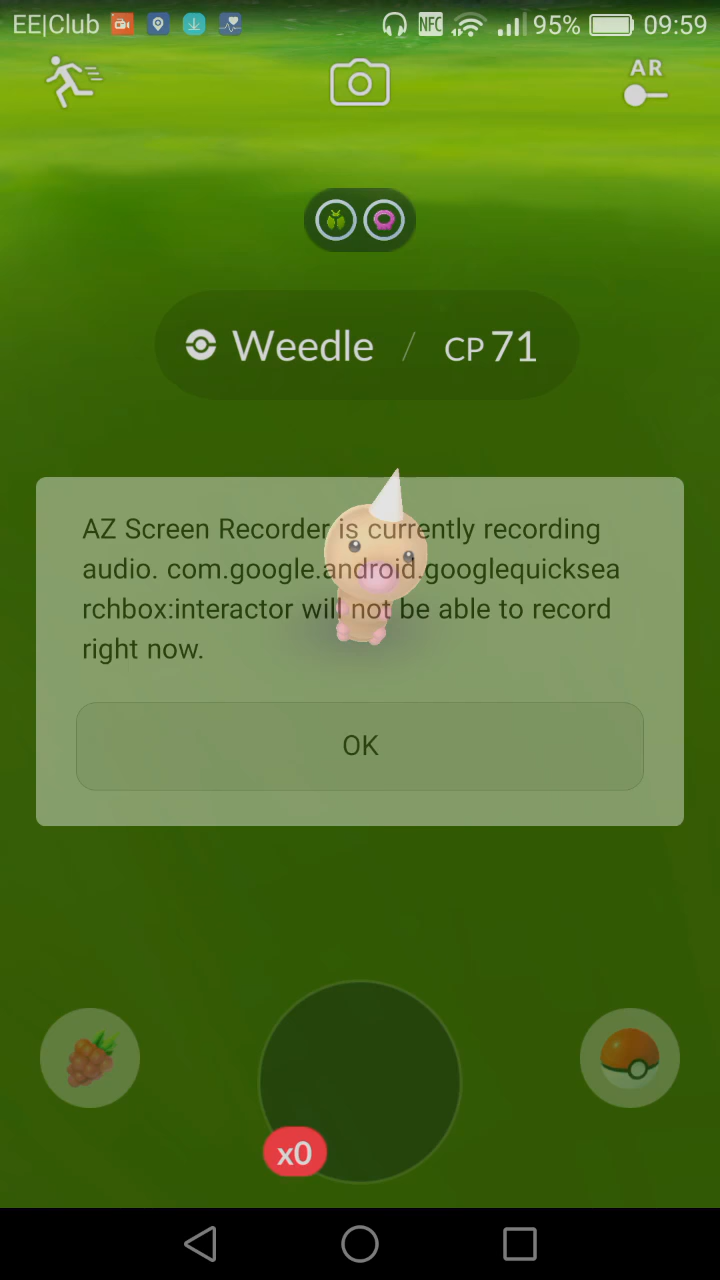 EE|Club NFC 95% 09:59
AR
Weedle / CP 71
AZ Screen Recorder is currently recording
audio. com.google.android.googlequicksea
rchbox:interactor will not be able to record
right now.
OK
x0